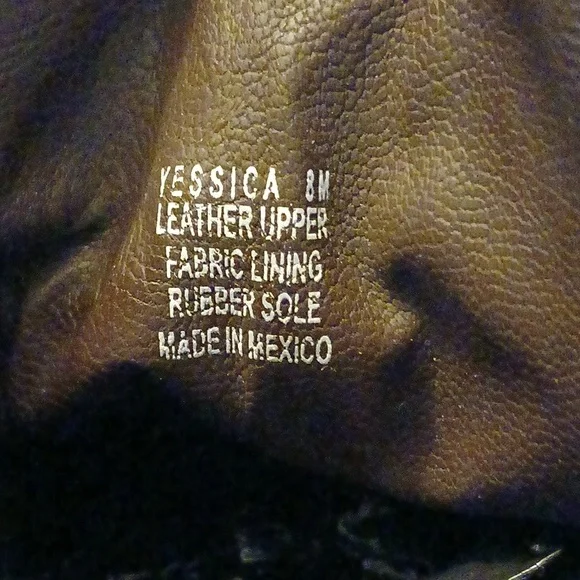 YESSICA 8M
LEATHER UPPER
FABRIC LINING
RUBBER SOLE
MADE IN MEXICO